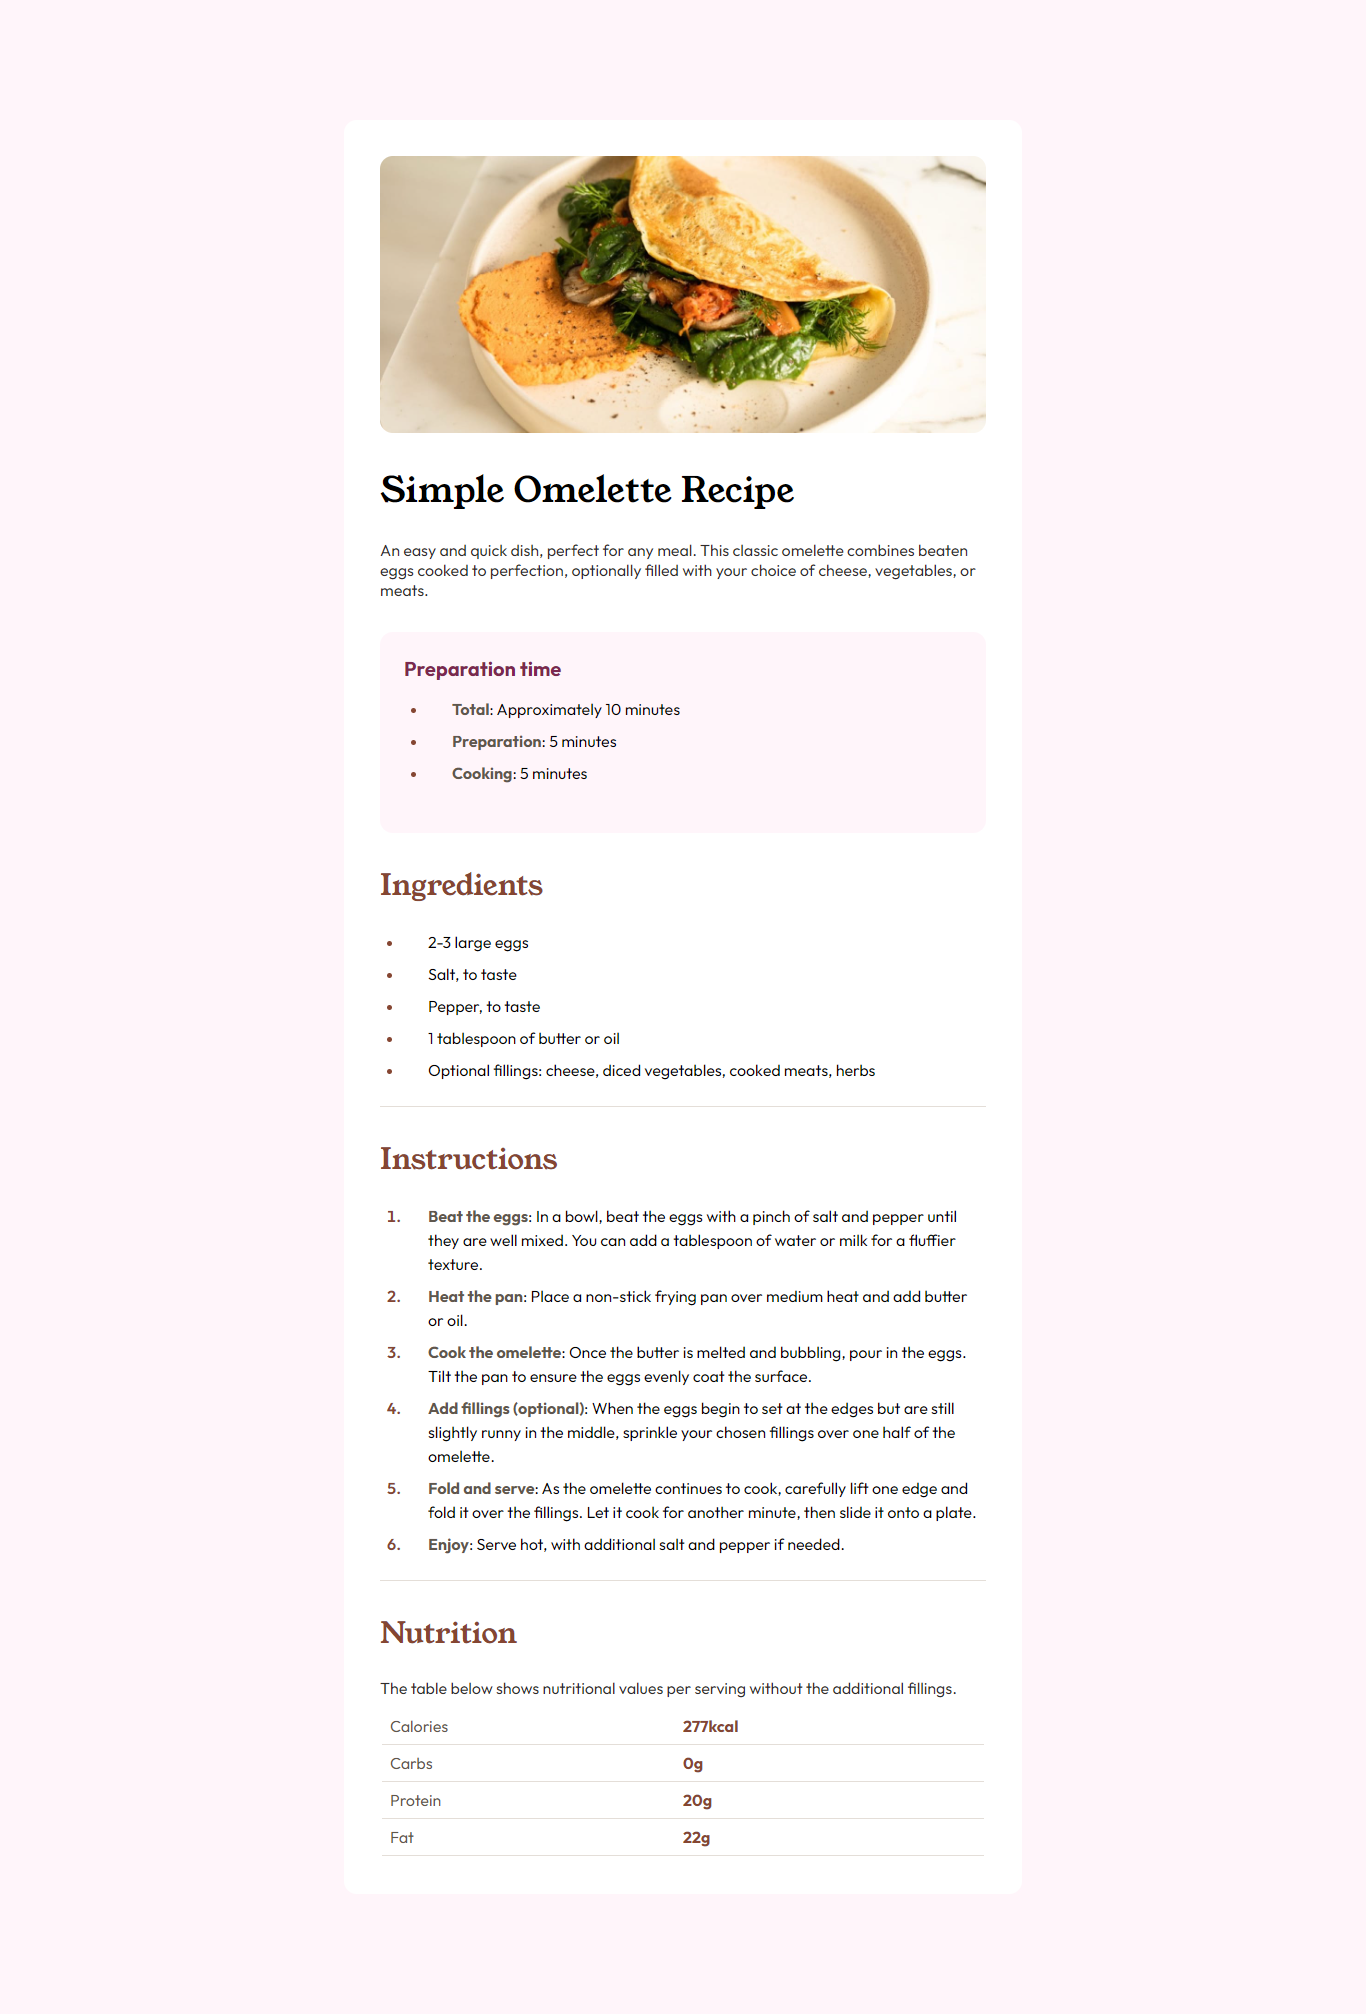 Simple Omelette Recipe
An easy and quick dish, perfect for any meal. This classic omelette combines beaten
eggs cooked to perfection, optionally filled with your choice of cheese, vegetables, or
meats.
Preparation time
• Total: Approximately 10 minutes
• Preparation: 5 minutes
• Cooking: 5 minutes
Ingredients
• 2-3 large eggs
• Salt, to taste
• Pepper, to taste
• 1 tablespoon of butter or oil
• Optional fillings: cheese, diced vegetables, cooked meats, herbs
Instructions
1. Beat the eggs: In a bowl, beat the eggs with a pinch of salt and pepper until
they are well mixed. You can add a tablespoon of water or milk for a fluffier
texture.
2. Heat the pan: Place a non-stick frying pan over medium heat and add butter
or oil.
3. Cook the omelette: Once the butter is melted and bubbling, pour in the eggs.
Tilt the pan to ensure the eggs evenly coat the surface.
4. Add fillings (optional): When the eggs begin to set at the edges but are still
slightly runny in the middle, sprinkle your chosen fillings over one half of the
omelette.
5. Fold and serve: As the omelette continues to cook, carefully lift one edge and
fold it over the fillings. Let it cook for another minute, then slide it onto a plate.
6. Enjoy: Serve hot, with additional salt and pepper if needed.
Nutrition
The table below shows nutritional values per serving without the additional fillings.
Calories 277kcal
Carbs 0g
Protein 20g
Fat 22g